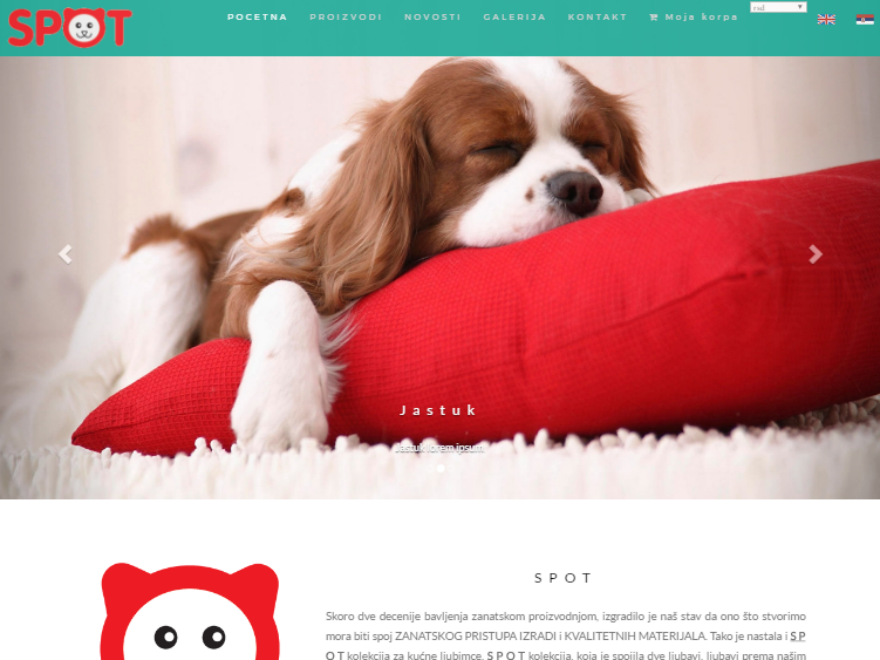 SPOT
POCETNA PROIZVODI NOVOSTI GALERIJA KONTAKT Moja korpa rsd
Jastuk
Jastuk lorem ipsum
SPOT
Skoro dve decenije bavljenja zanatskom proizvodnjom, izgradilo je naš stav da ono što stvorimo
mora biti spoj ZANATSKOG PRISTUPA IZRADI i KVALITETNIH MATERIJALA. Tako je nastala i S P
O T kolekcija za kućne ljubimce. S P O T kolekcija, koja je spojila dve ljubavi, ljubavi prema našim